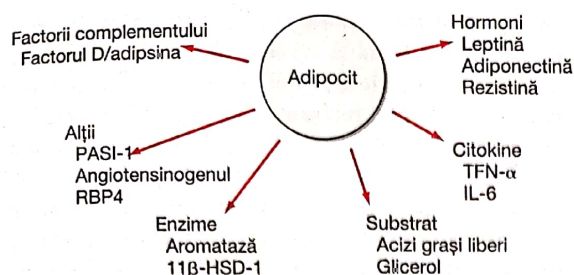 Factorii complementului
Factorul D/adipsina
Adipocit
Hormoni
Leptină
Adiponectină
Rezistină
Alții
PASI-1
Angiotensinogenul
RBP4
Citokine
TFN-α
IL-6
Enzime
Aromatază
11β-HSD-1
Substrat
Acizi grași liberi
Glicerol